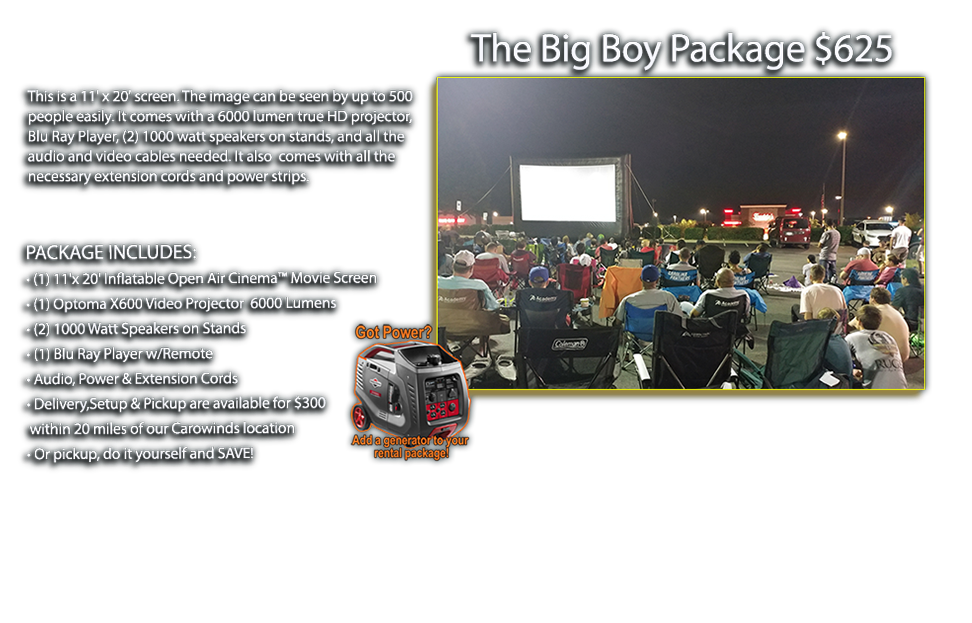 The Big Boy Package $625
This is a 11' x 20' screen. The image can be seen by up to 500
people easily. It comes with a 6000 lumen true HD projector,
Blu Ray Player, (2) 1000 watt speakers on stands, and all the
audio and video cables needed. It also comes with all the
necessary extension cords and power strips.
PACKAGE INCLUDES:
• (1) 11'x 20' Inflatable Open Air Cinema™ Movie Screen
• (1) Optoma X600 Video Projector 6000 Lumens
• (2) 1000 Watt Speakers on Stands
• (1) Blu Ray Player w/Remote
• Audio, Power & Extension Cords
• Delivery,Setup & Pickup are available for $300
within 20 miles of our Carowinds location
• Or pickup, do it yourself and SAVE!
Got Power?
Add a generator to your
rental package!
Academy
Academy
Coleman